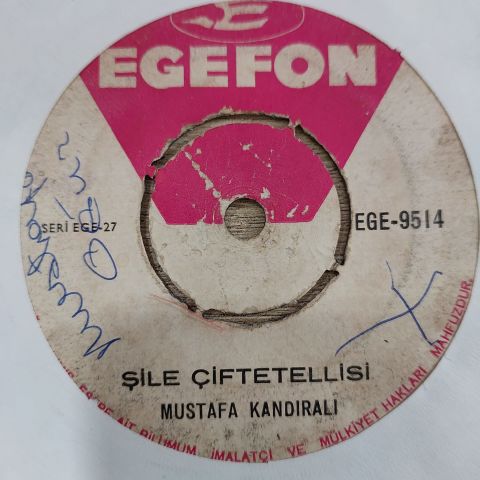 EGEFON
SERİ EGE-27
EGE-9514
ŞİLE ÇİFTETELLİSİ
MUSTAFA KANDIRALİ
BİLÜMUM İMALATÇI VE MÜLKİYET HAKLARI MAHFUZDUR.